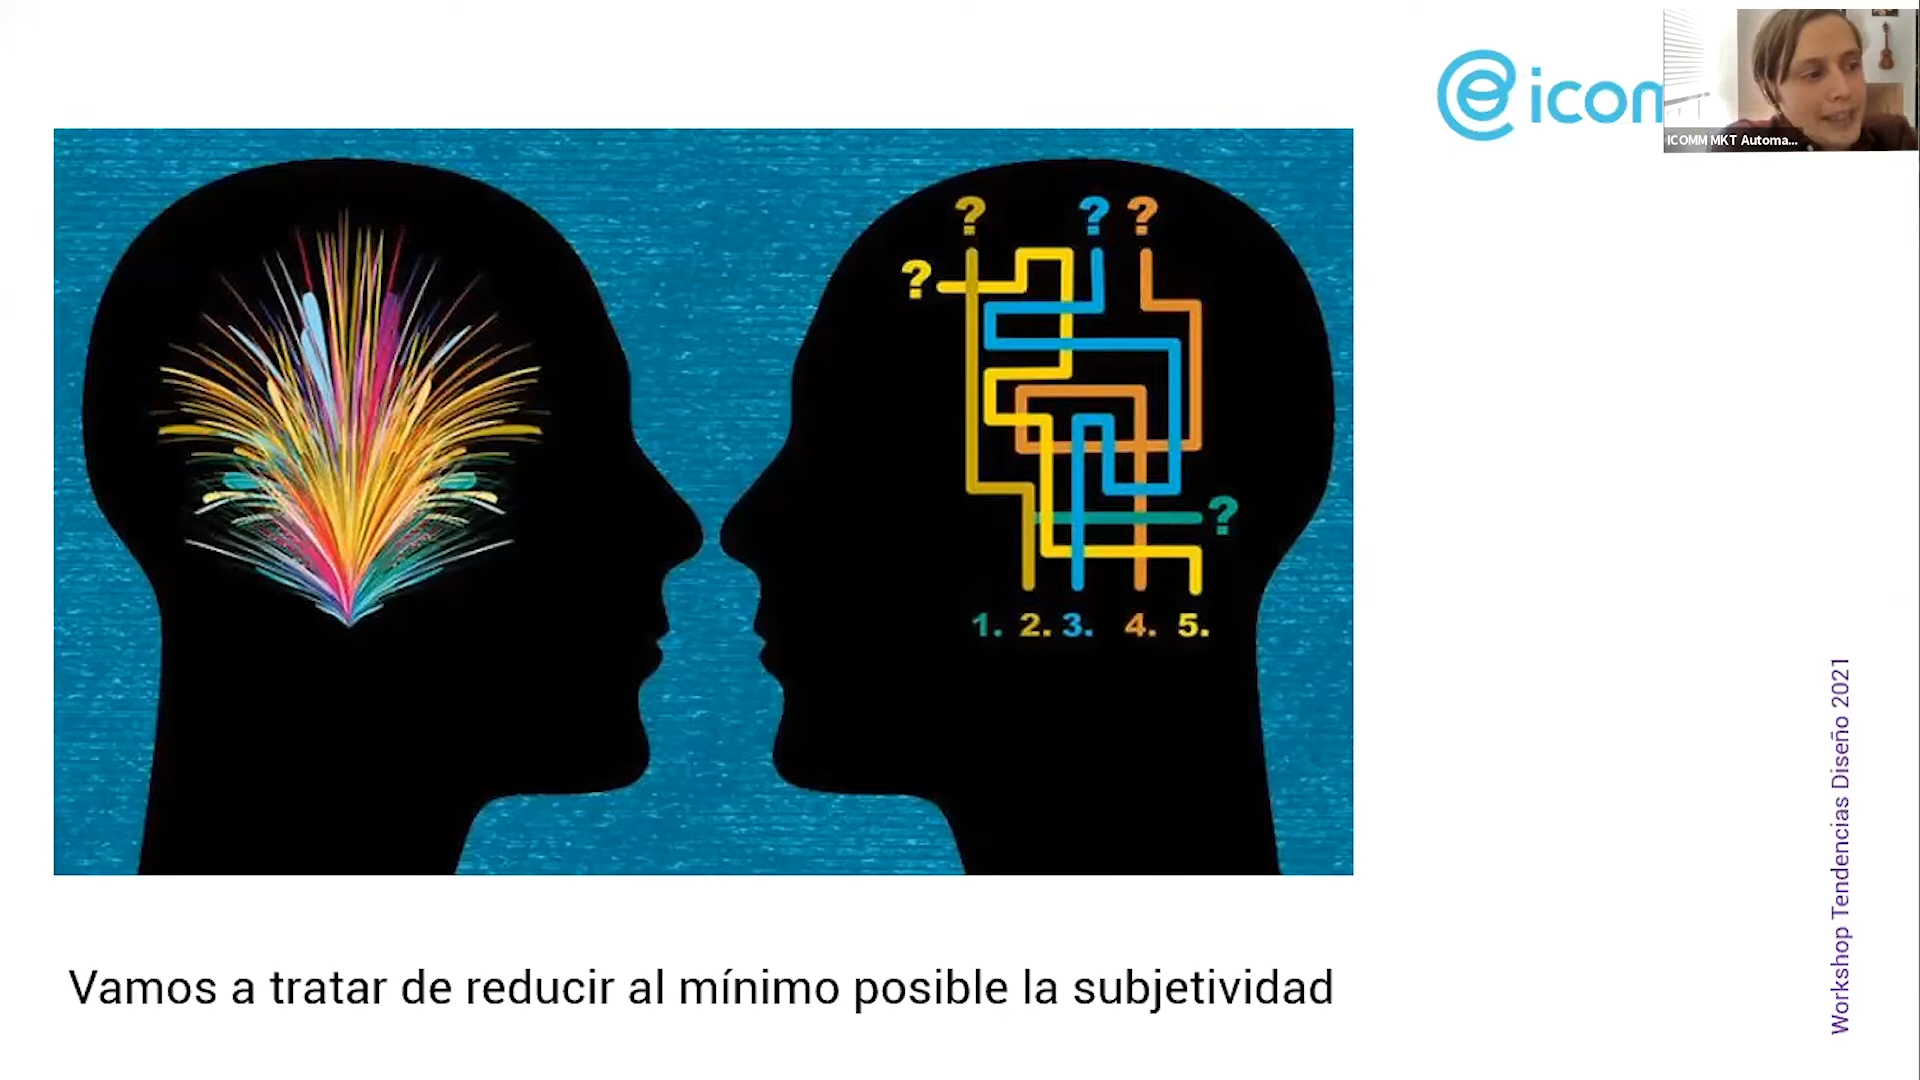 icom
ICOMM MKT Automa...
? ? ?
?
?
1. 2. 3. 4. 5.
Vamos a tratar de reducir al mínimo posible la subjetividad
Workshop Tendencias Diseño 2021